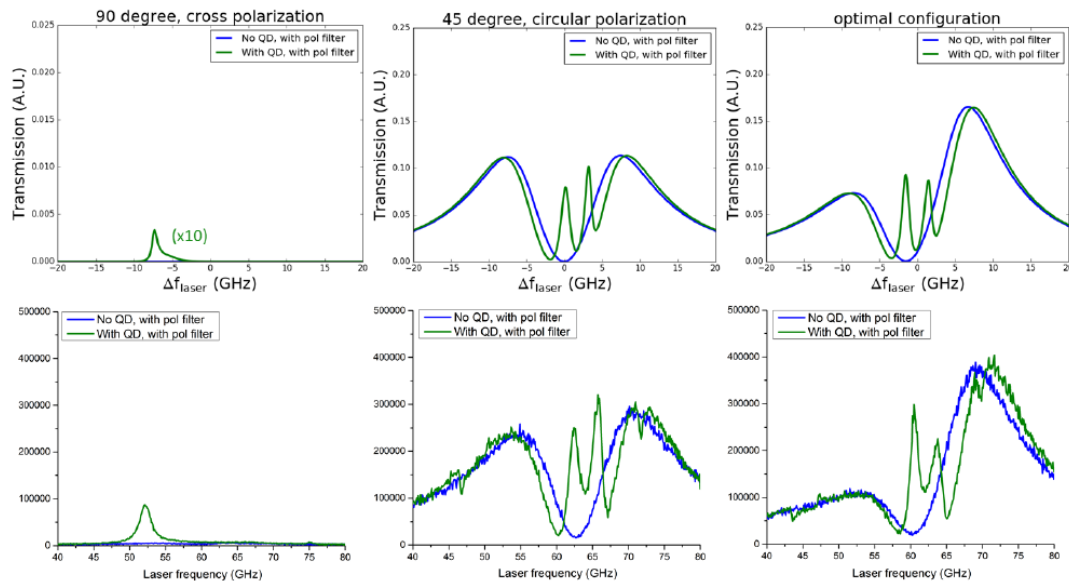 90 degree, cross polarization
Transmission (A.U.)
0.025
0.020
0.015
0.010
0.005
0.000
No QD, with pol filter
With QD, with pol filter
(x10)
-20 -15 -10 -5 0 5 10 15 20
Δf_laser (GHz)
45 degree, circular polarization
Transmission (A.U.)
0.25
0.20
0.15
0.10
0.05
0.00
No QD, with pol filter
With QD, with pol filter
-20 -15 -10 -5 0 5 10 15 20
Δf_laser (GHz)
optimal configuration
Transmission (A.U.)
0.25
0.20
0.15
0.10
0.05
0.00
No QD, with pol filter
With QD, with pol filter
-20 -15 -10 -5 0 5 10 15 20
Δf_laser (GHz)
500000
400000
300000
200000
100000
0
No QD, with pol filter
With QD, with pol filter
40 45 50 55 60 65 70 75 80
Laser frequency (GHz)
500000
400000
300000
200000
100000
0
No QD, with pol filter
With QD, with pol filter
40 45 50 55 60 65 70 75 80
Laser frequency (GHz)
500000
400000
300000
200000
100000
0
No QD, with pol filter
With QD, with pol filter
40 45 50 55 60 65 70 75 80
Laser frequency (GHz)